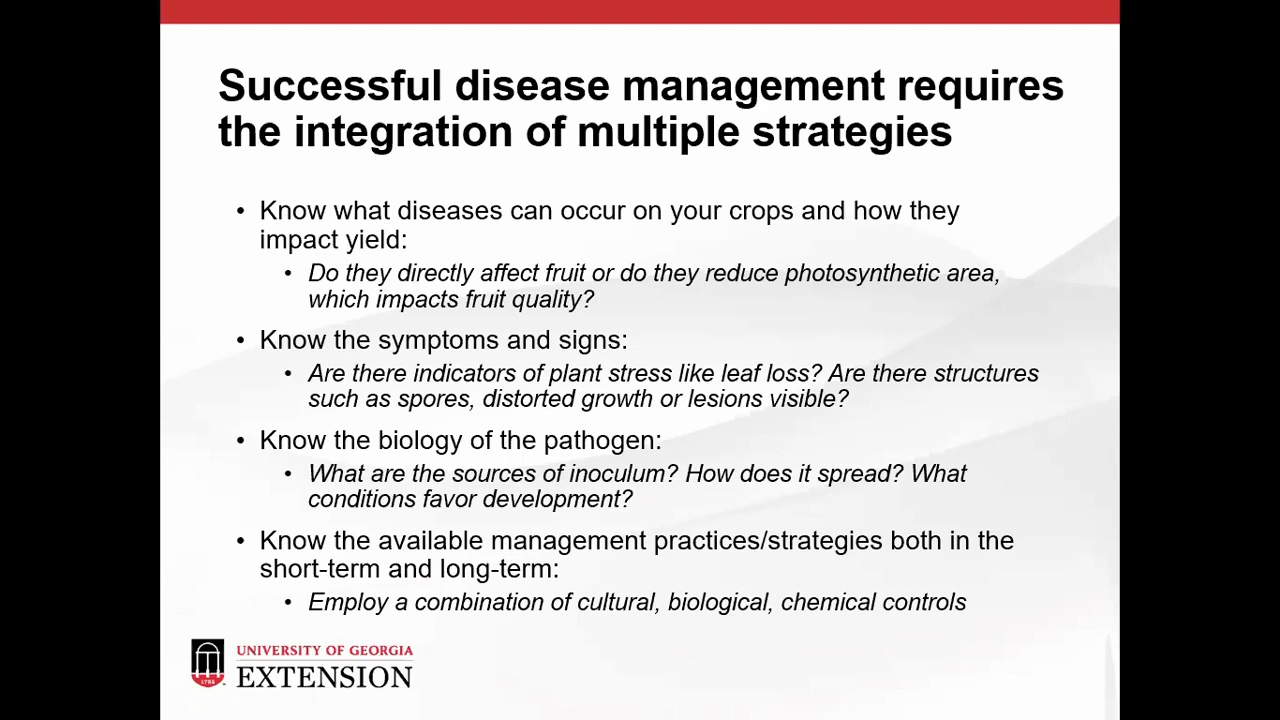 Successful disease management requires
the integration of multiple strategies
• Know what diseases can occur on your crops and how they
impact yield:
• Do they directly affect fruit or do they reduce photosynthetic area,
which impacts fruit quality?
• Know the symptoms and signs:
• Are there indicators of plant stress like leaf loss? Are there structures
such as spores, distorted growth or lesions visible?
• Know the biology of the pathogen:
• What are the sources of inoculum? How does it spread? What
conditions favor development?
• Know the available management practices/strategies both in the
short-term and long-term:
• Employ a combination of cultural, biological, chemical controls
1785
UNIVERSITY OF GEORGIA
EXTENSION